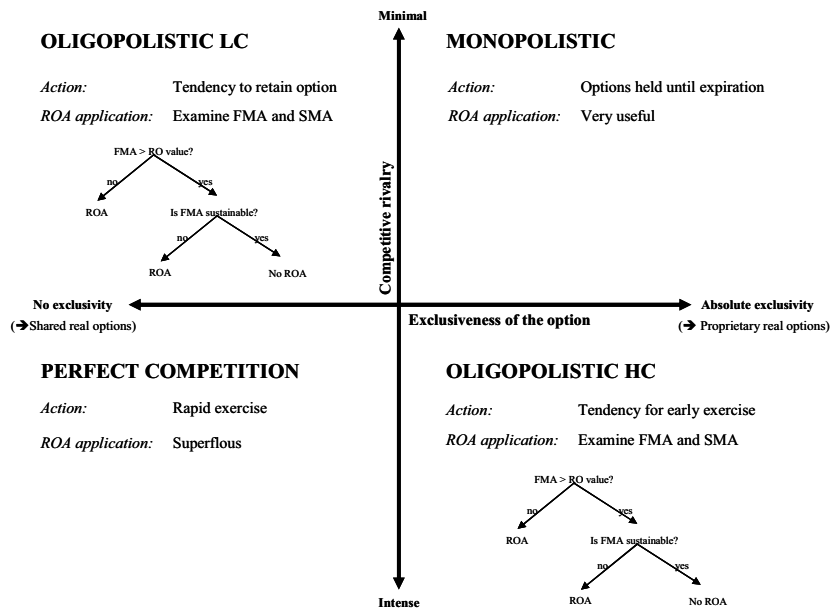 Minimal
OLIGOPOLISTIC LC
Action: Tendency to retain option
ROA application: Examine FMA and SMA
FMA > RO value?
no yes
ROA Is FMA sustainable?
no yes
ROA No ROA
MONOPOLISTIC
Action: Options held until expiration
ROA application: Very useful
Competitive rivalry
No exclusivity
(➔Shared real options)
Exclusiveness of the option
Absolute exclusivity
(➔ Proprietary real options)
PERFECT COMPETITION
Action: Rapid exercise
ROA application: Superflous
OLIGOPOLISTIC HC
Action: Tendency for early exercise
ROA application: Examine FMA and SMA
FMA > RO value?
no yes
ROA Is FMA sustainable?
no yes
ROA No ROA
Intense